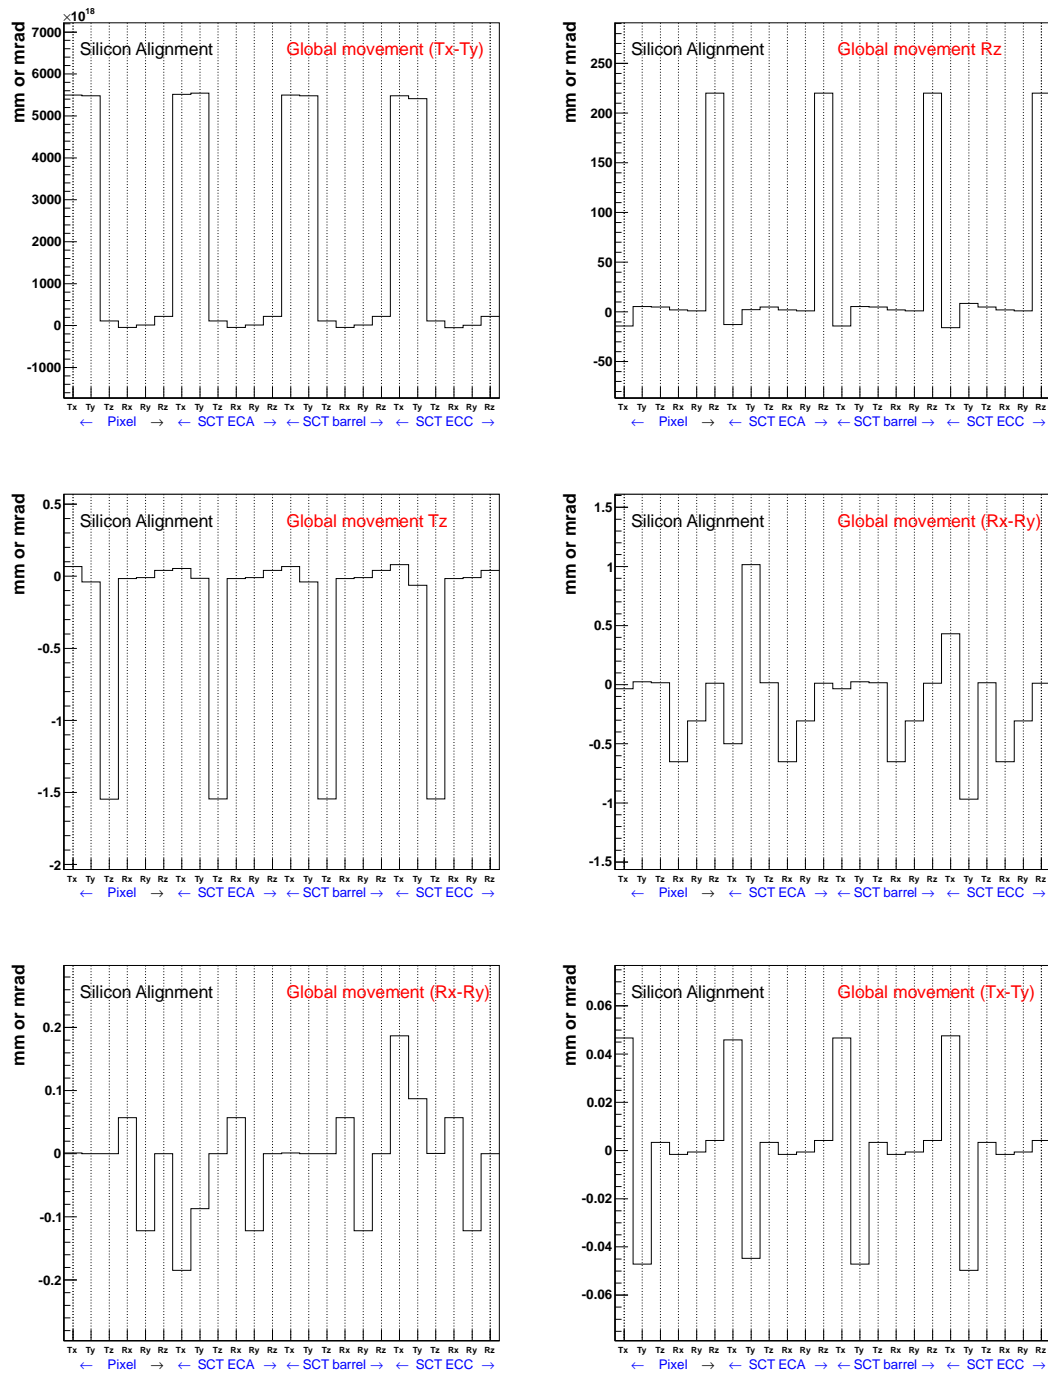 ×10¹⁸
mm or mrad
7000
6000
5000
4000
3000
2000
1000
0
-1000
Silicon Alignment
Global movement (Tx-Ty)
Tx Ty Tz Rx Ry Rz Tx Ty Tz Rx Ry Rz Tx Ty Tz Rx Ry Rz Tx Ty Tz Rx Ry Rz
← Pixel → ← SCT ECA → ← SCT barrel → ← SCT ECC →
mm or mrad
250
200
150
100
50
0
-50
Silicon Alignment
Global movement Rz
Tx Ty Tz Rx Ry Rz Tx Ty Tz Rx Ry Rz Tx Ty Tz Rx Ry Rz Tx Ty Tz Rx Ry Rz
← Pixel → ← SCT ECA → ← SCT barrel → ← SCT ECC →
mm or mrad
0.5
0
-0.5
-1
-1.5
-2
Silicon Alignment
Global movement Tz
Tx Ty Tz Rx Ry Rz Tx Ty Tz Rx Ry Rz Tx Ty Tz Rx Ry Rz Tx Ty Tz Rx Ry Rz
← Pixel → ← SCT ECA → ← SCT barrel → ← SCT ECC →
mm or mrad
1.5
1
0.5
0
-0.5
-1
-1.5
Silicon Alignment
Global movement (Rx-Ry)
Tx Ty Tz Rx Ry Rz Tx Ty Tz Rx Ry Rz Tx Ty Tz Rx Ry Rz Tx Ty Tz Rx Ry Rz
← Pixel → ← SCT ECA → ← SCT barrel → ← SCT ECC →
mm or mrad
0.2
0.1
0
-0.1
-0.2
Silicon Alignment
Global movement (Rx-Ry)
Tx Ty Tz Rx Ry Rz Tx Ty Tz Rx Ry Rz Tx Ty Tz Rx Ry Rz Tx Ty Tz Rx Ry Rz
← Pixel → ← SCT ECA → ← SCT barrel → ← SCT ECC →
mm or mrad
0.06
0.04
0.02
0
-0.02
-0.04
-0.06
Silicon Alignment
Global movement (Tx-Ty)
Tx Ty Tz Rx Ry Rz Tx Ty Tz Rx Ry Rz Tx Ty Tz Rx Ry Rz Tx Ty Tz Rx Ry Rz
← Pixel → ← SCT ECA → ← SCT barrel → ← SCT ECC →